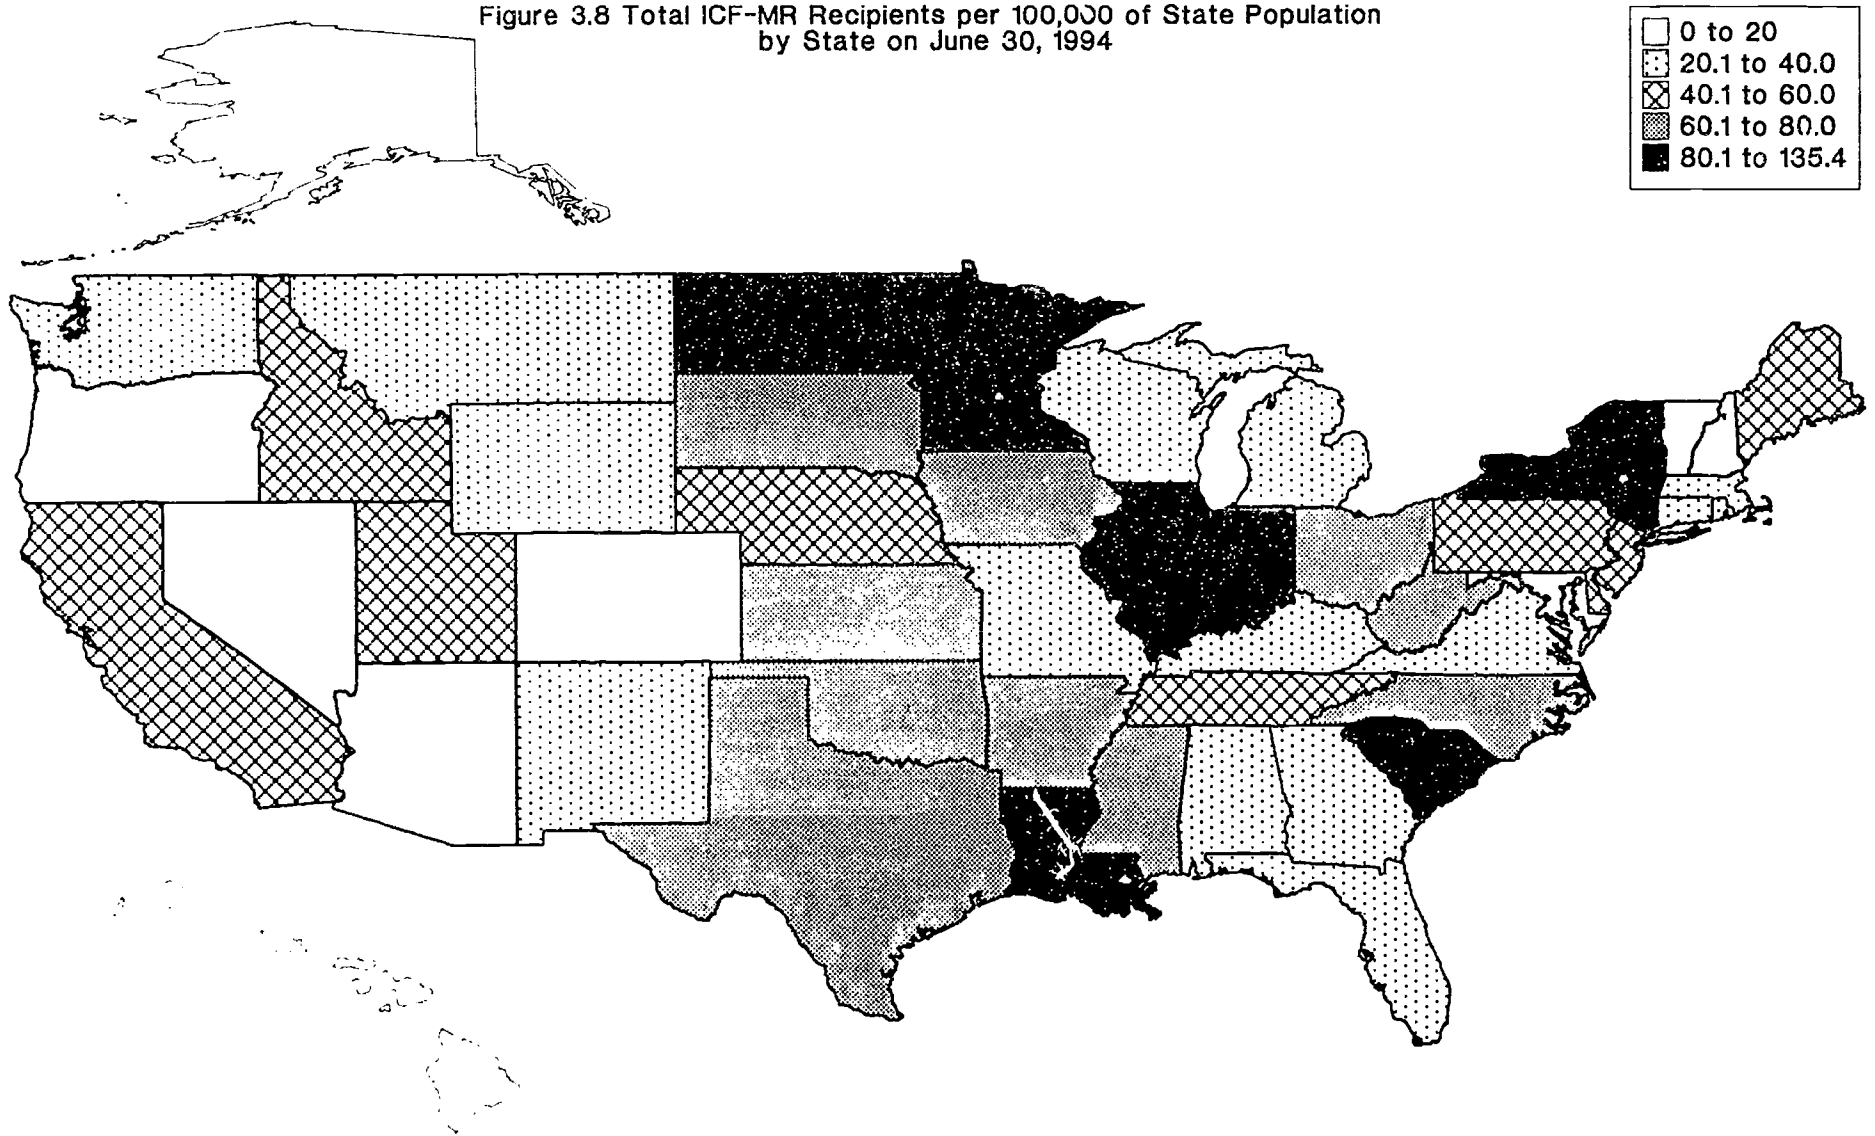 Figure 3.8 Total ICF-MR Recipients per 100,000 of State Population
by State on June 30, 1994
0 to 20
20.1 to 40.0
40.1 to 60.0
60.1 to 80.0
80.1 to 135.4